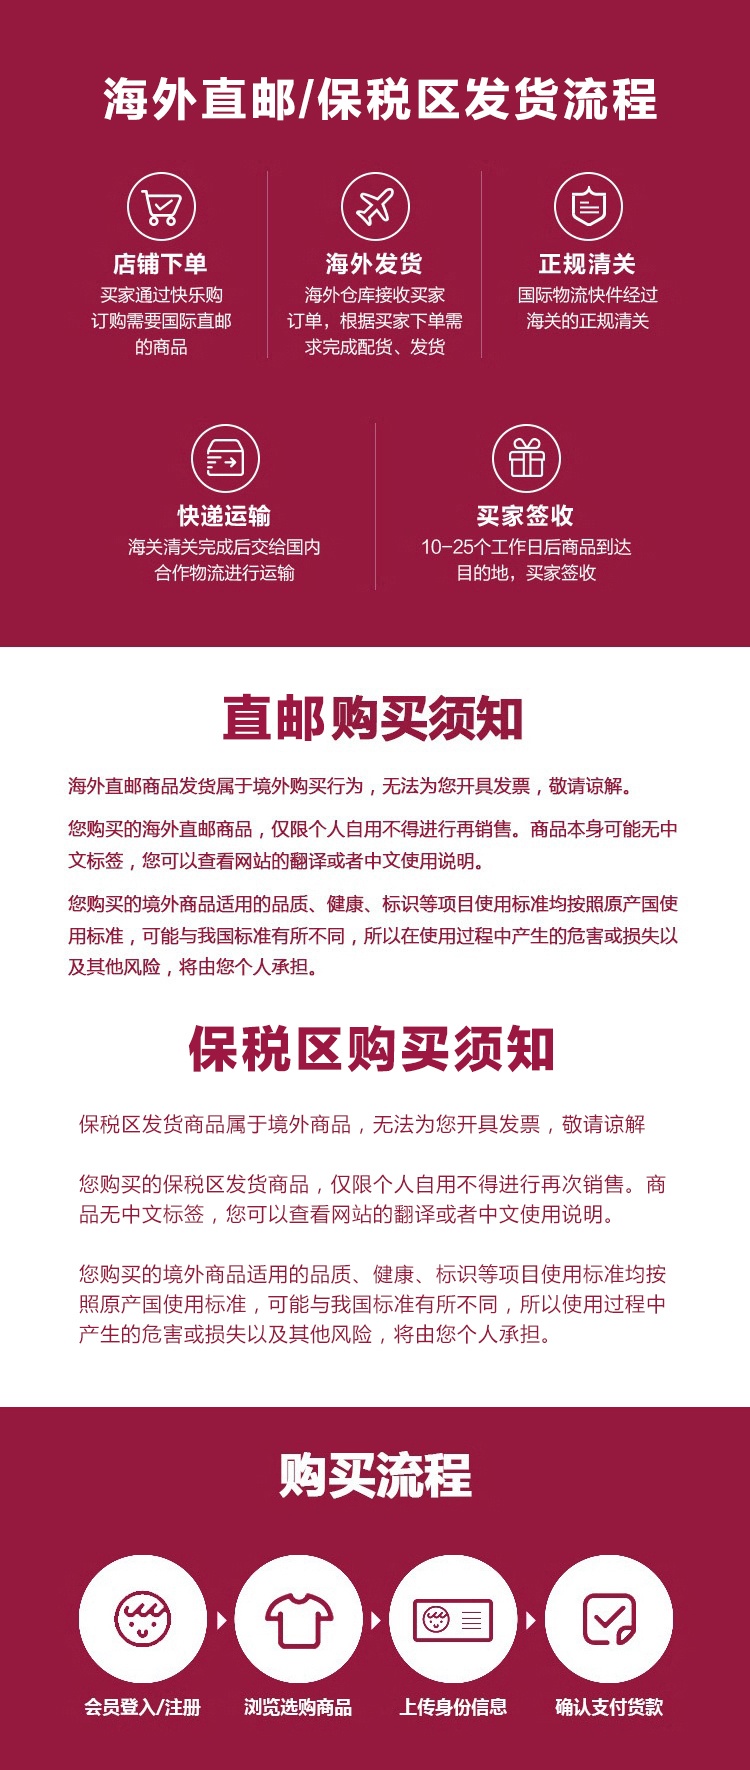 海外直邮/保税区发货流程
店铺下单
买家通过快乐购
订购需要国际直邮
的商品
海外发货
海外仓库接收买家
订单，根据买家下单需
求完成配货、发货
正规清关
国际物流快件经过
海关的正规清关
快递运输
海关清关完成后交给国内
合作物流进行运输
买家签收
10-25个工作日后商品到达
目的地，买家签收
直邮购买须知
海外直邮商品发货属于境外购买行为，无法为您开具发票，敬请谅解。
您购买的海外直邮商品，仅限个人自用不得进行再销售。商品本身可能无中
文标签，您可以查看网站的翻译或者中文使用说明。
您购买的境外商品适用的品质、健康、标识等项目使用标准均按照原产国使
用标准，可能与我国标准有所不同，所以在使用过程中产生的危害或损失以
及其他风险，将由您个人承担。
保税区购买须知
保税区发货商品属于境外商品，无法为您开具发票，敬请谅解
您购买的保税区发货商品，仅限个人自用不得进行再次销售。商
品无中文标签，您可以查看网站的翻译或者中文使用说明。
您购买的境外商品适用的品质、健康、标识等项目使用标准均按
照原产国使用标准，可能与我国标准有所不同，所以使用过程中
产生的危害或损失以及其他风险，将由您个人承担。
购买流程
会员登入/注册
浏览选购商品
上传身份信息
确认支付货款